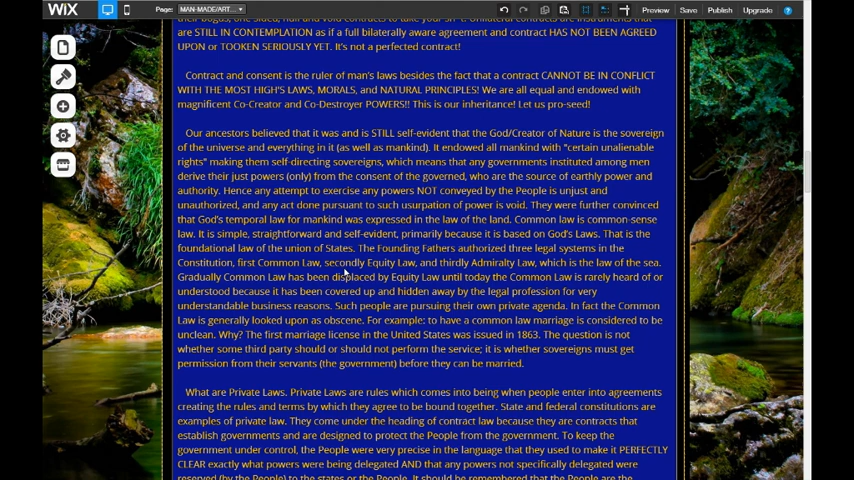 WiX
Page: MAN-MADE/ART...
Preview Save Publish Upgrade ?
are STILL IN CONTEMPLATION as if a full bilaterally aware agreement and contract HAS NOT BEEN AGREED
UPON or TOOKEN SERIOUSLY YET. It's not a perfected contract!
Contract and consent is the ruler of man's laws besides the fact that a contract CANNOT BE IN CONFLICT
WITH THE MOST HIGH'S LAWS, MORALS, and NATURAL PRINCIPLES! We are all equal and endowed with
magnificent Co-Creator and Co-Destroyer POWERS!! This is our inheritance! Let us pro-seed!
Our ancestors believed that it was and is STILL self-evident that the God/Creator of Nature is the sovereign
of the universe and everything in it (as well as mankind). It endowed all mankind with "certain unalienable
rights" making them self-directing sovereigns, which means that any governments instituted among men
derive their just powers (only) from the consent of the governed, who are the source of earthly power and
authority. Hence any attempt to exercise any powers NOT conveyed by the People is unjust and
unauthorized, and any act done pursuant to such usurpation of power is void. They were further convinced
that God's temporal law for mankind was expressed in the law of the land. Common law is common-sense
law. It is simple, straightforward and self-evident, primarily because it is based on God's Laws. That is the
foundational law of the union of States. The Founding Fathers authorized three legal systems in the
Constitution, first Common Law, secondly Equity Law, and thirdly Admiralty Law, which is the law of the sea.
Gradually Common Law has been displaced by Equity Law until today the Common Law is rarely heard of or
understood because it has been covered up and hidden away by the legal profession for very
understandable business reasons. Such people are pursuing their own private agenda. In fact the Common
Law is generally looked upon as obscene. For example: to have a common law marriage is considered to be
unclean. Why? The first marriage license in the United States was issued in 1863. The question is not
whether some third party should or should not perform the service; it is whether sovereigns must get
permission from their servants (the government) before they can be married.
What are Private Laws. Private Laws are rules which comes into being when people enter into agreements
creating the rules and terms by which they agree to be bound together. State and federal constitutions are
examples of private law. They come under the heading of contract law because they are contracts that
establish governments and are designed to protect the People from the government. To keep the
government under control, the People were very precise in the language that they used to make it PERFECTLY
CLEAR exactly what powers were being delegated AND that any powers not specifically delegated were
reserved (by the People) to the states or the People. It should be remembered that the People are the